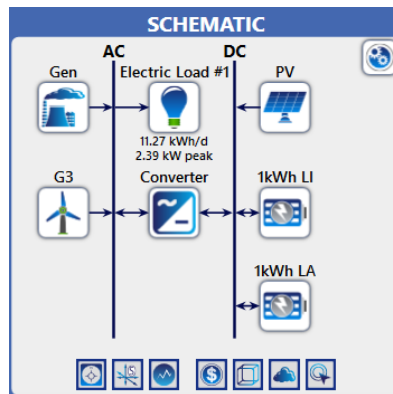 SCHEMATIC
AC
DC
Gen
Electric Load #1
PV
11.27 kWh/d
2.39 kW peak
G3
Converter
1kWh LI
1kWh LA